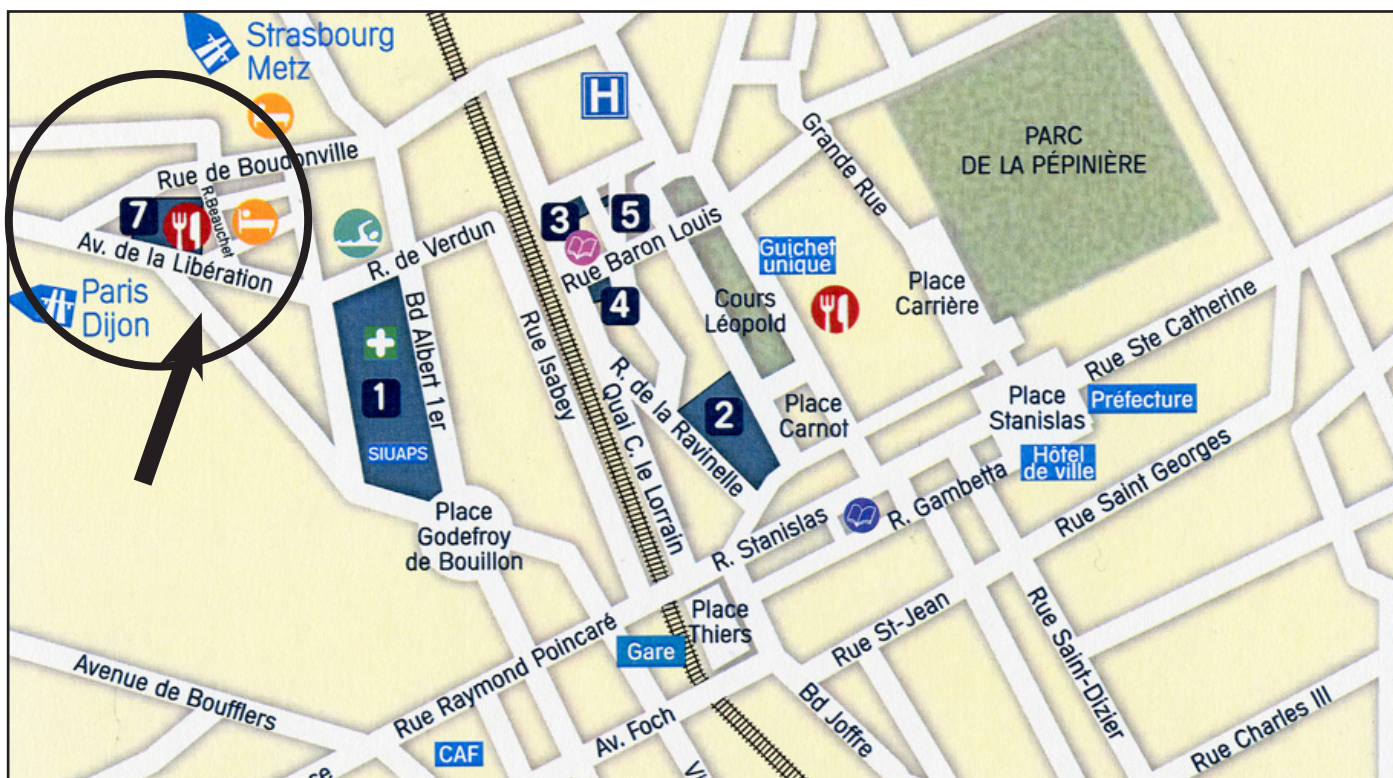 Strasbourg
Metz
H
Rue de Boudonville
R.Beauchet
7
Av. de la Libération
Paris
Dijon
R. de Verdun
Bd Albert 1er
1
SIUAPS
Place
Godefroy
de Bouillon
3
5
Rue Baron Louis
4
Rue Isabey
Quai C. le Lorrain
R. de la Ravinelle
2
Cours
Léopold
Guichet
unique
Grande Rue
PARC
DE LA PÉPINIÈRE
Place
Carrière
Place
Carnot
Rue Ste Catherine
Place
Stanislas
Préfecture
Hôtel
de ville
Rue Saint Georges
R. Stanislas
R. Gambetta
Place
Thiers
Gare
Rue St-Jean
Rue Saint-Dizier
Rue Raymond Poincaré
Avenue de Boufflers
CAF
Av. Foch
Bd Joffre
Rue Charles III